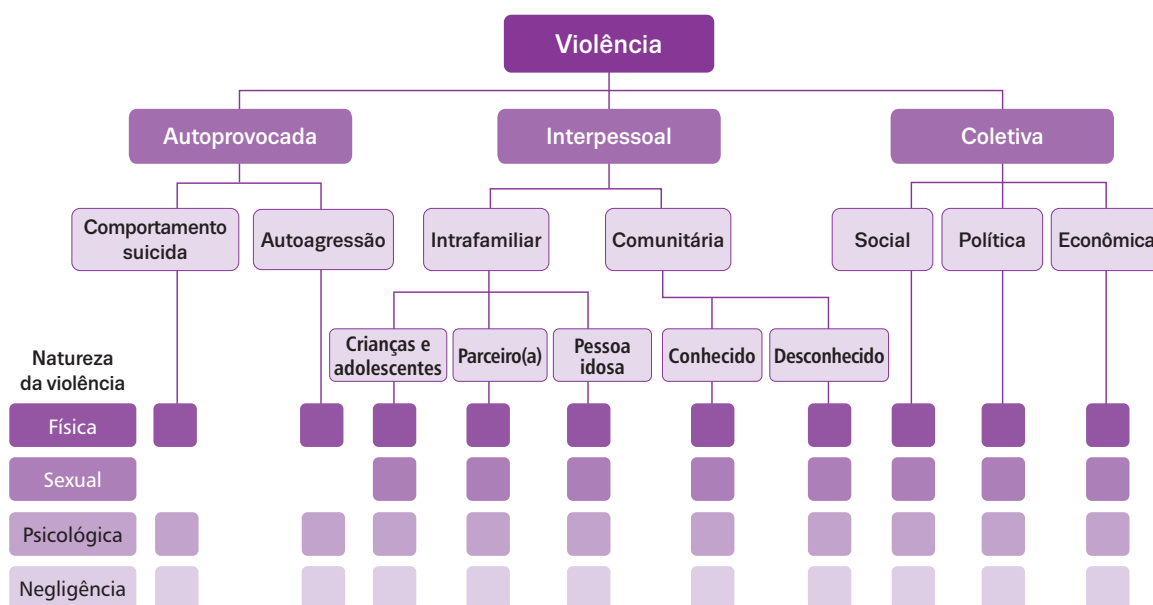 Violência
Autoprovocada
Interpessoal
Coletiva
Comportamento
suicida
Autoagressão
Intrafamiliar
Comunitária
Social
Política
Econômica
Crianças e
adolescentes
Parceiro(a)
Pessoa
idosa
Conhecido
Desconhecido
Natureza
da violência
Física
Sexual
Psicológica
Negligência